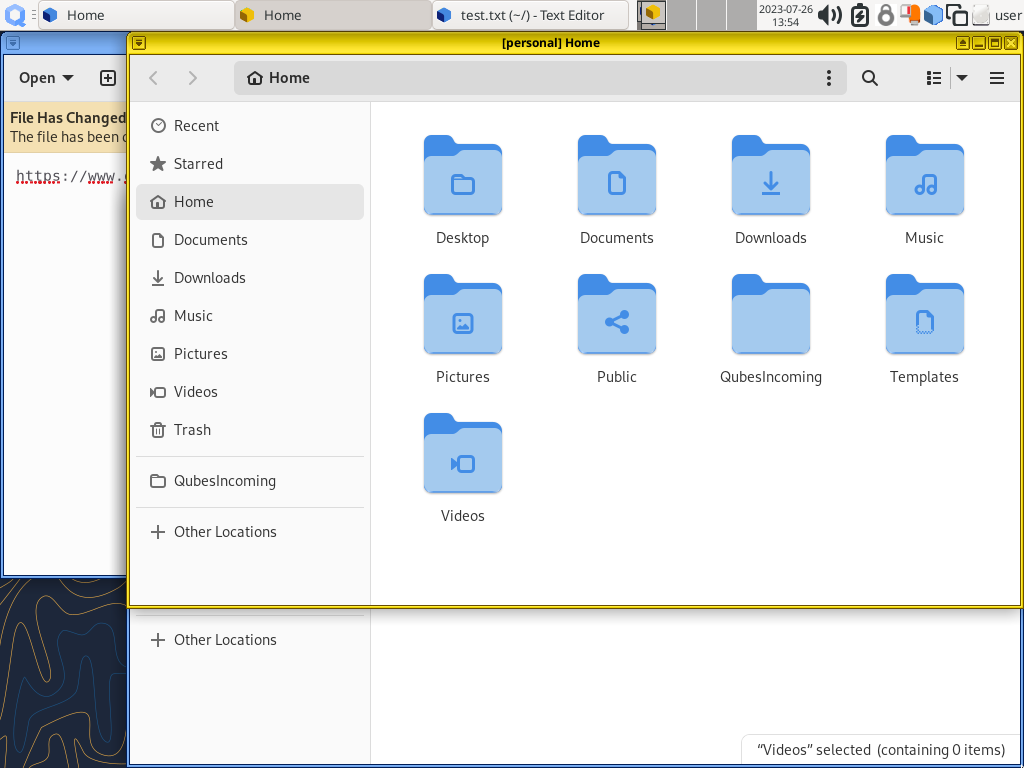 Home
Home
test.txt (~/) - Text Editor
2023-07-26
13:54
user
[personal] Home
Open
Home
File Has Changed
The file has been
https://www.
Recent
Starred
Home
Documents
Downloads
Music
Pictures
Videos
Trash
QubesIncoming
Other Locations
Desktop
Documents
Downloads
Music
Pictures
Public
QubesIncoming
Templates
Videos
Other Locations
“Videos” selected (containing 0 items)